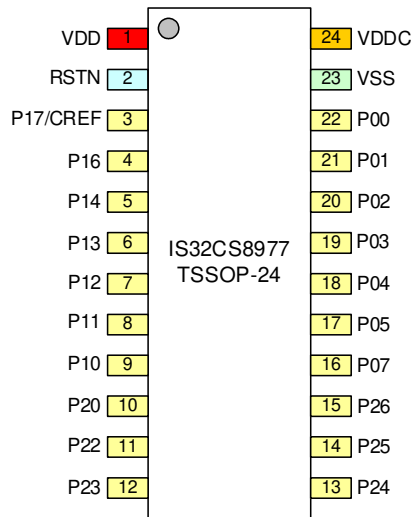 VDD 1 24 VDDC
RSTN 2 23 VSS
P17/CREF 3 22 P00
P16 4 21 P01
P14 5 20 P02
P13 6 19 P03
IS32CS8977
TSSOP-24
P12 7 18 P04
P11 8 17 P05
P10 9 16 P07
P20 10 15 P26
P22 11 14 P25
P23 12 13 P24